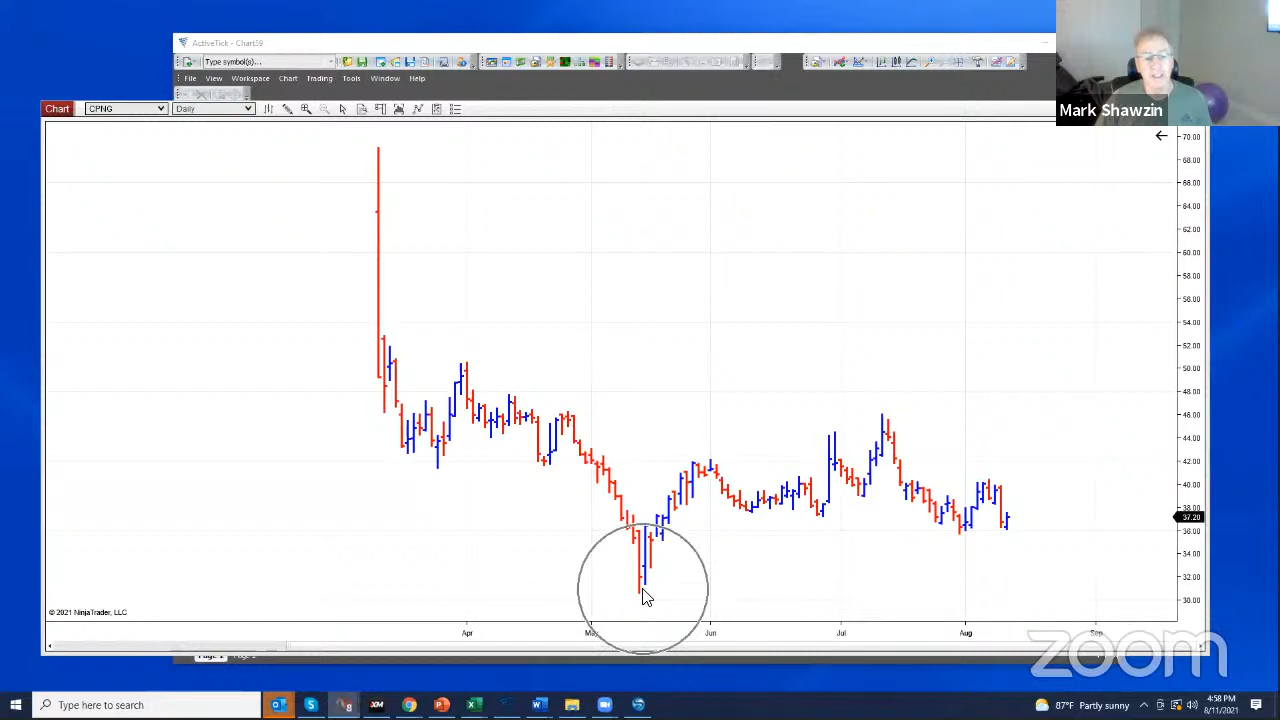 ActiveTick - Chart59
Type symbol(s)...
File View Workspace Chart Trading Tools Window Help
Mark Shawzin
Chart CPNG Daily
70.00
68.00
66.00
64.00
62.00
60.00
58.00
56.00
54.00
52.00
50.00
48.00
46.00
44.00
42.00
40.00
38.00
37.20
36.00
34.00
32.00
30.00
© 2021 NinjaTrader, LLC
Apr May Jun Jul Aug Sep
zoom
Type here to search
87°F Partly sunny
4:58 PM
8/11/2021